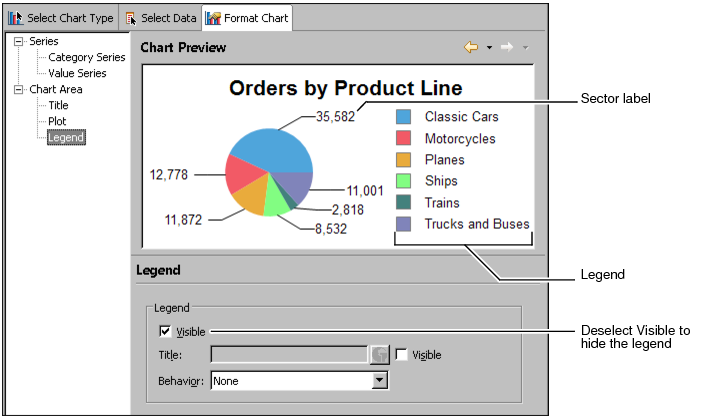 Select Chart Type
Select Data
Format Chart
Series
Category Series
Value Series
Chart Area
Title
Plot
Legend
Chart Preview
Orders by Product Line
35,582
12,778
11,872
8,532
2,818
11,001
Classic Cars
Motorcycles
Planes
Ships
Trains
Trucks and Buses
Sector label
Legend
Legend
Legend
Visible
Deselect Visible to
hide the legend
Title:
Visible
Behavior:
None